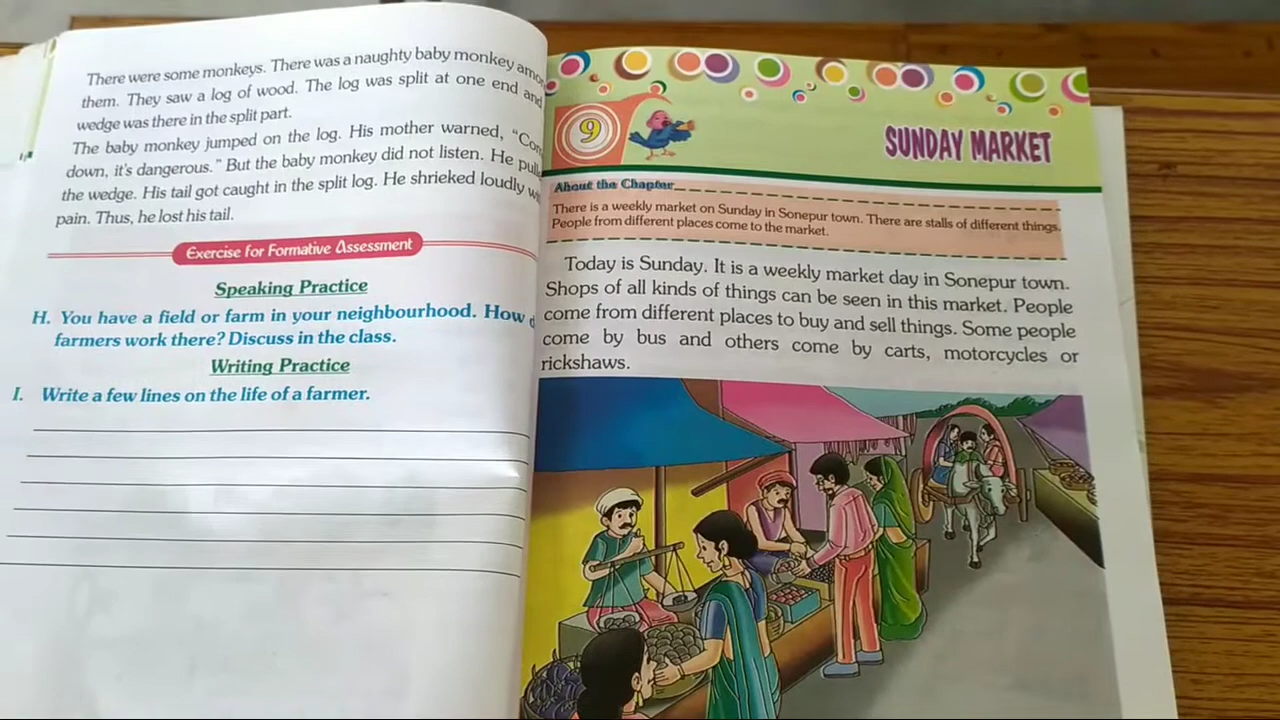 There were some monkeys. There was a naughty baby monkey
them. They saw a log of wood. The log was split at one end and
wedge was there in the split part.
The baby monkey jumped on the log. His mother warned,
down, it's dangerous." But the baby monkey did not listen. He
the wedge. His tail got caught in the split log. He shrieked loudly
pain. Thus, he lost his tail.
Exercise for Formative Assessment
Speaking Practice
H. You have a field or farm in your neighbourhood. How
farmers work there? Discuss in the class.
Writing Practice
I. Write a few lines on the life of a farmer.
9
SUNDAY MARKET
About the Chapter
There is a weekly market on Sunday in Sonepur town. There are stalls of different things.
People from different places come to the market.
Today is Sunday. It is a weekly market day in Sonepur town.
Shops of all kinds of things can be seen in this market. People
come from different places to buy and sell things. Some people
come by bus and others come by carts, motorcycles or
rickshaws.